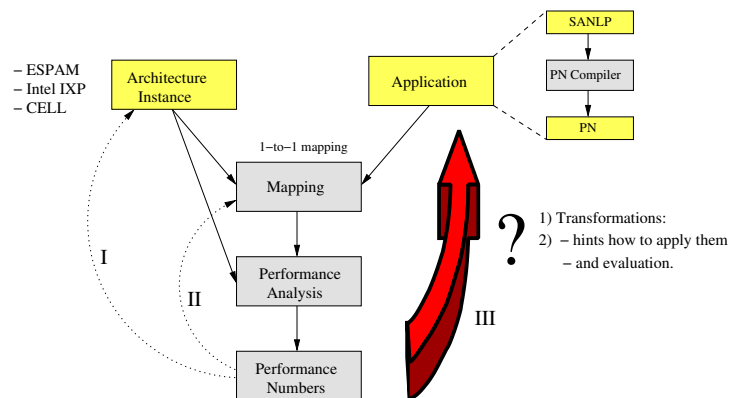 SANLP
PN Compiler
PN
– ESPAM
– Intel IXP
– CELL
Architecture
Instance
Application
1–to–1 mapping
Mapping
?
1) Transformations:
2) – hints how to apply them
– and evaluation.
I
II
III
Performance
Analysis
Performance
Numbers